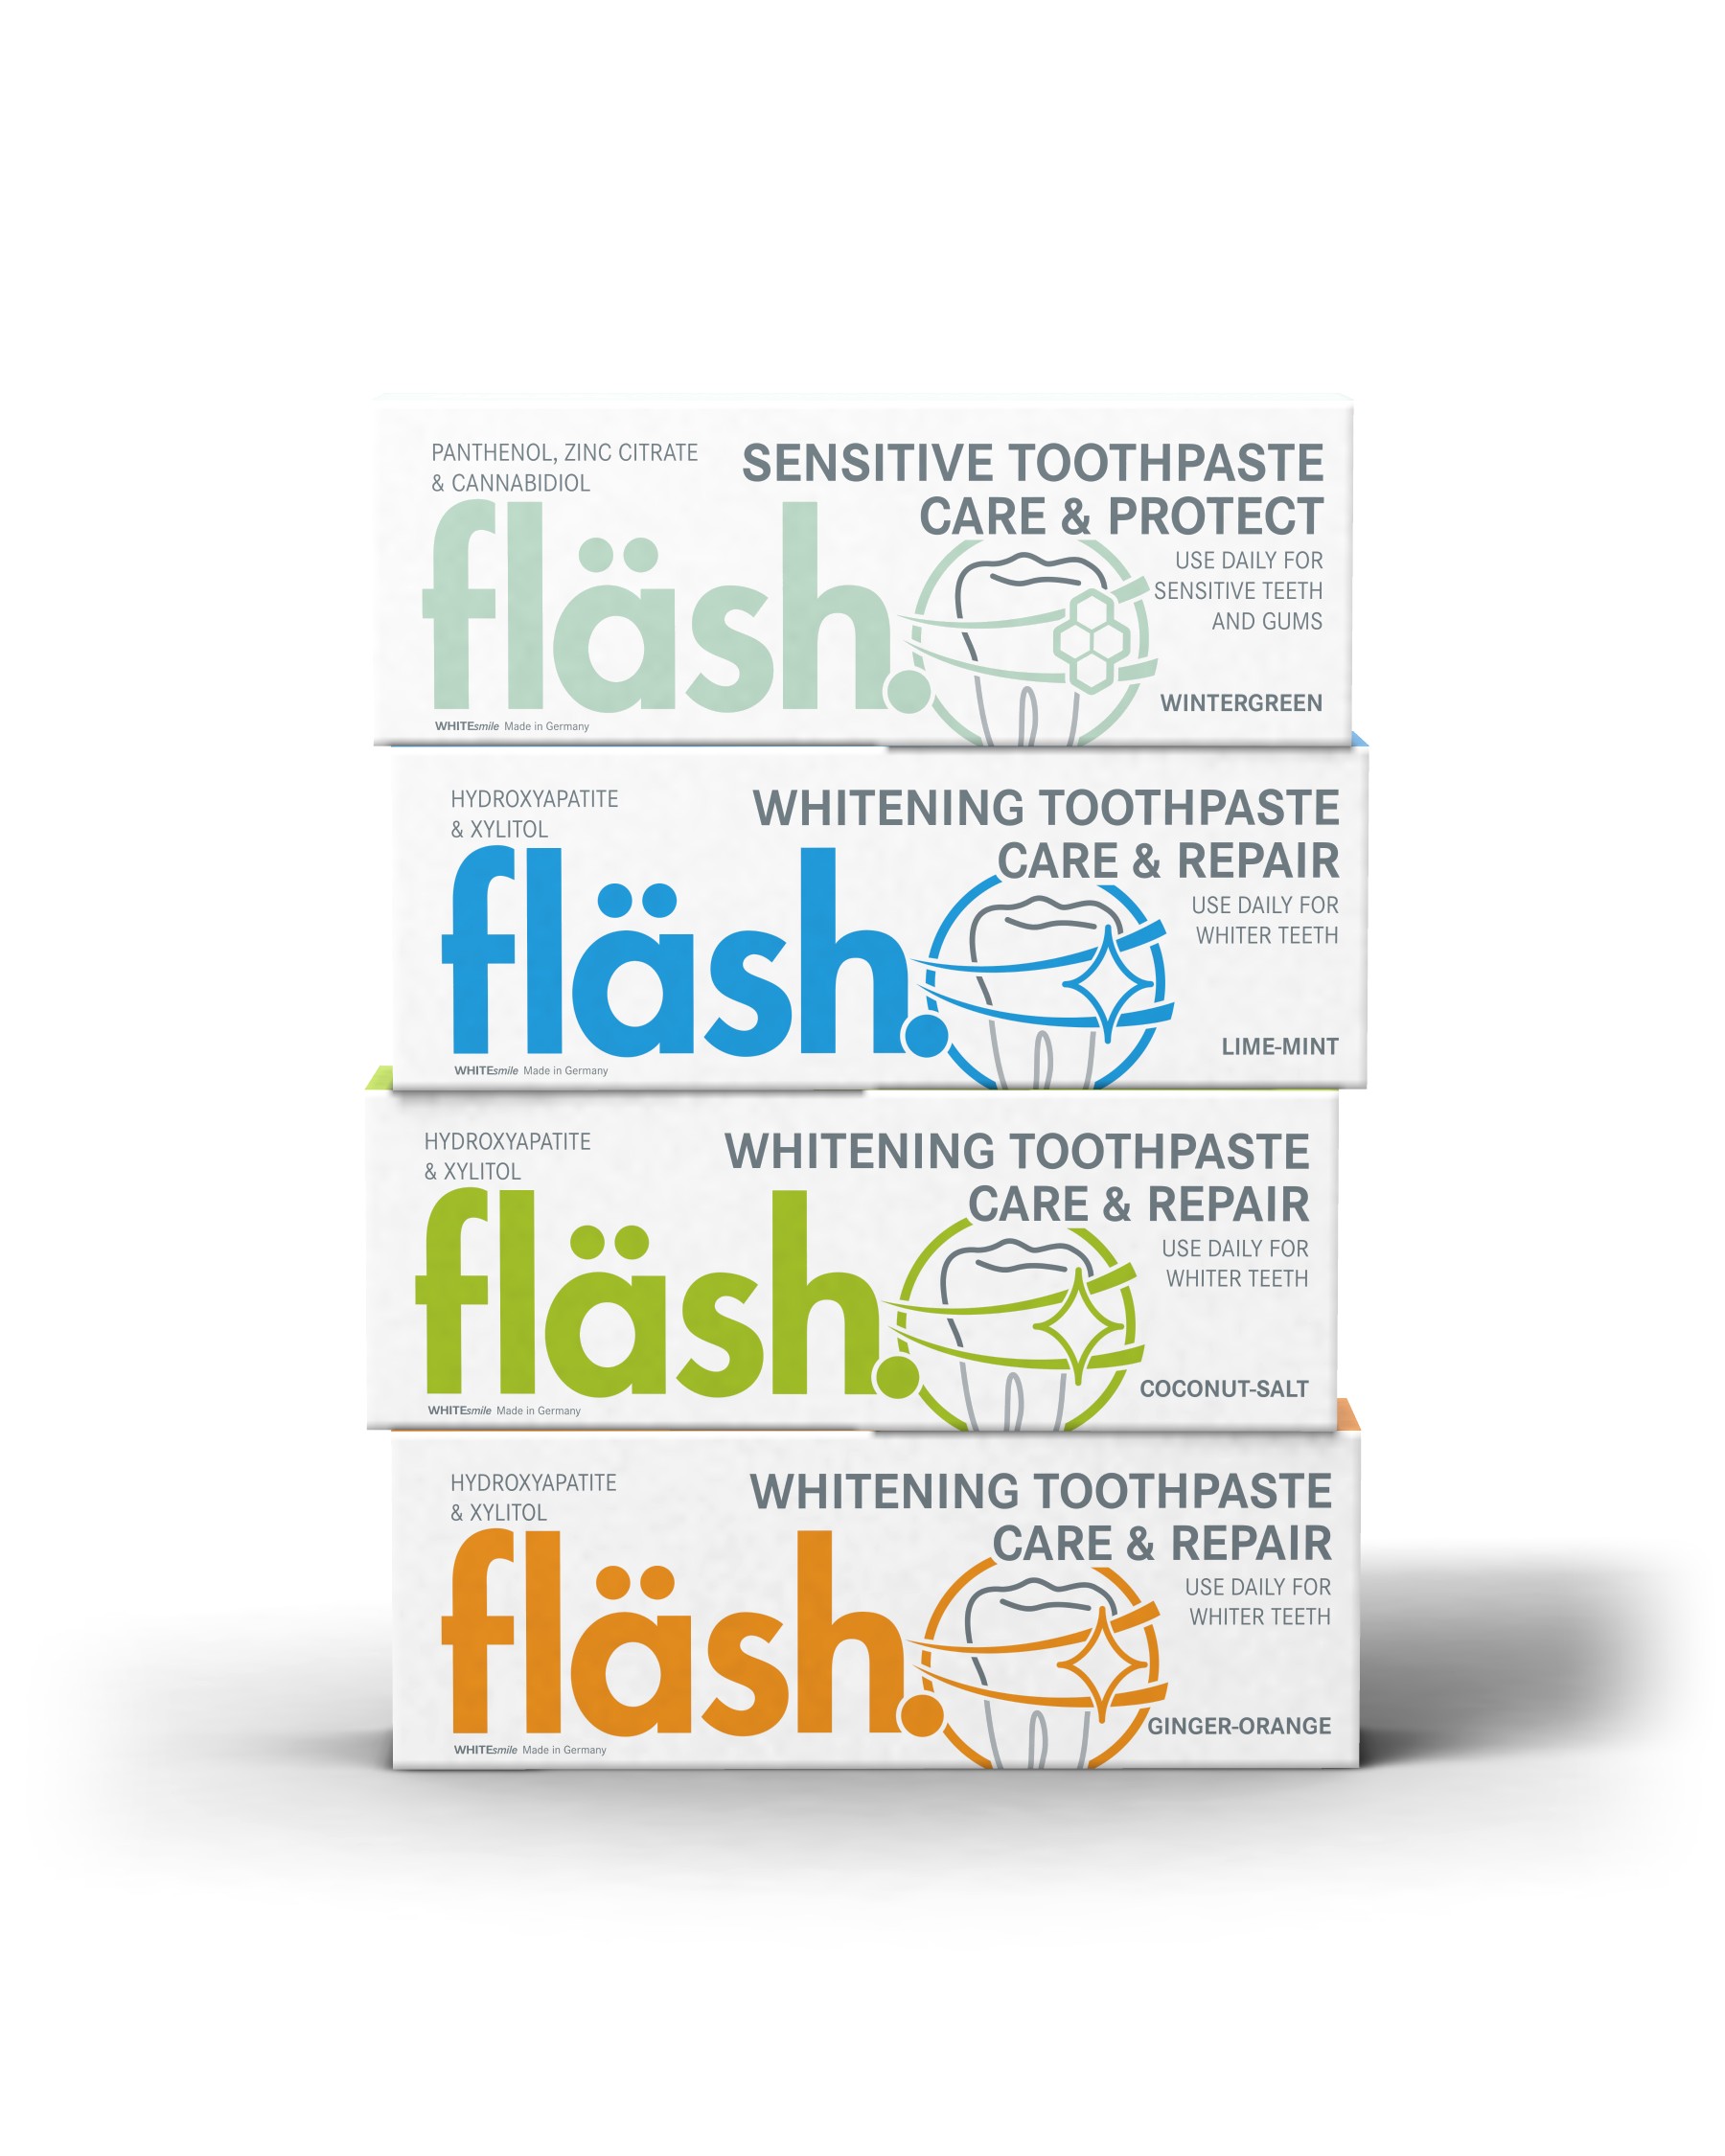 PANTHENOL, ZINC CITRATE
& CANNABIDIOL
SENSITIVE TOOTHPASTE
CARE & PROTECT
USE DAILY FOR
SENSITIVE TEETH
AND GUMS
fläsh.
WINTERGREEN
WHITEsmile Made in Germany
HYDROXYAPATITE
& XYLITOL
WHITENING TOOTHPASTE
CARE & REPAIR
USE DAILY FOR
WHITER TEETH
fläsh.
LIME-MINT
WHITEsmile Made in Germany
HYDROXYAPATITE
& XYLITOL
WHITENING TOOTHPASTE
CARE & REPAIR
USE DAILY FOR
WHITER TEETH
fläsh.
COCONUT-SALT
WHITEsmile Made in Germany
HYDROXYAPATITE
& XYLITOL
WHITENING TOOTHPASTE
CARE & REPAIR
USE DAILY FOR
WHITER TEETH
fläsh.
GINGER-ORANGE
WHITEsmile Made in Germany